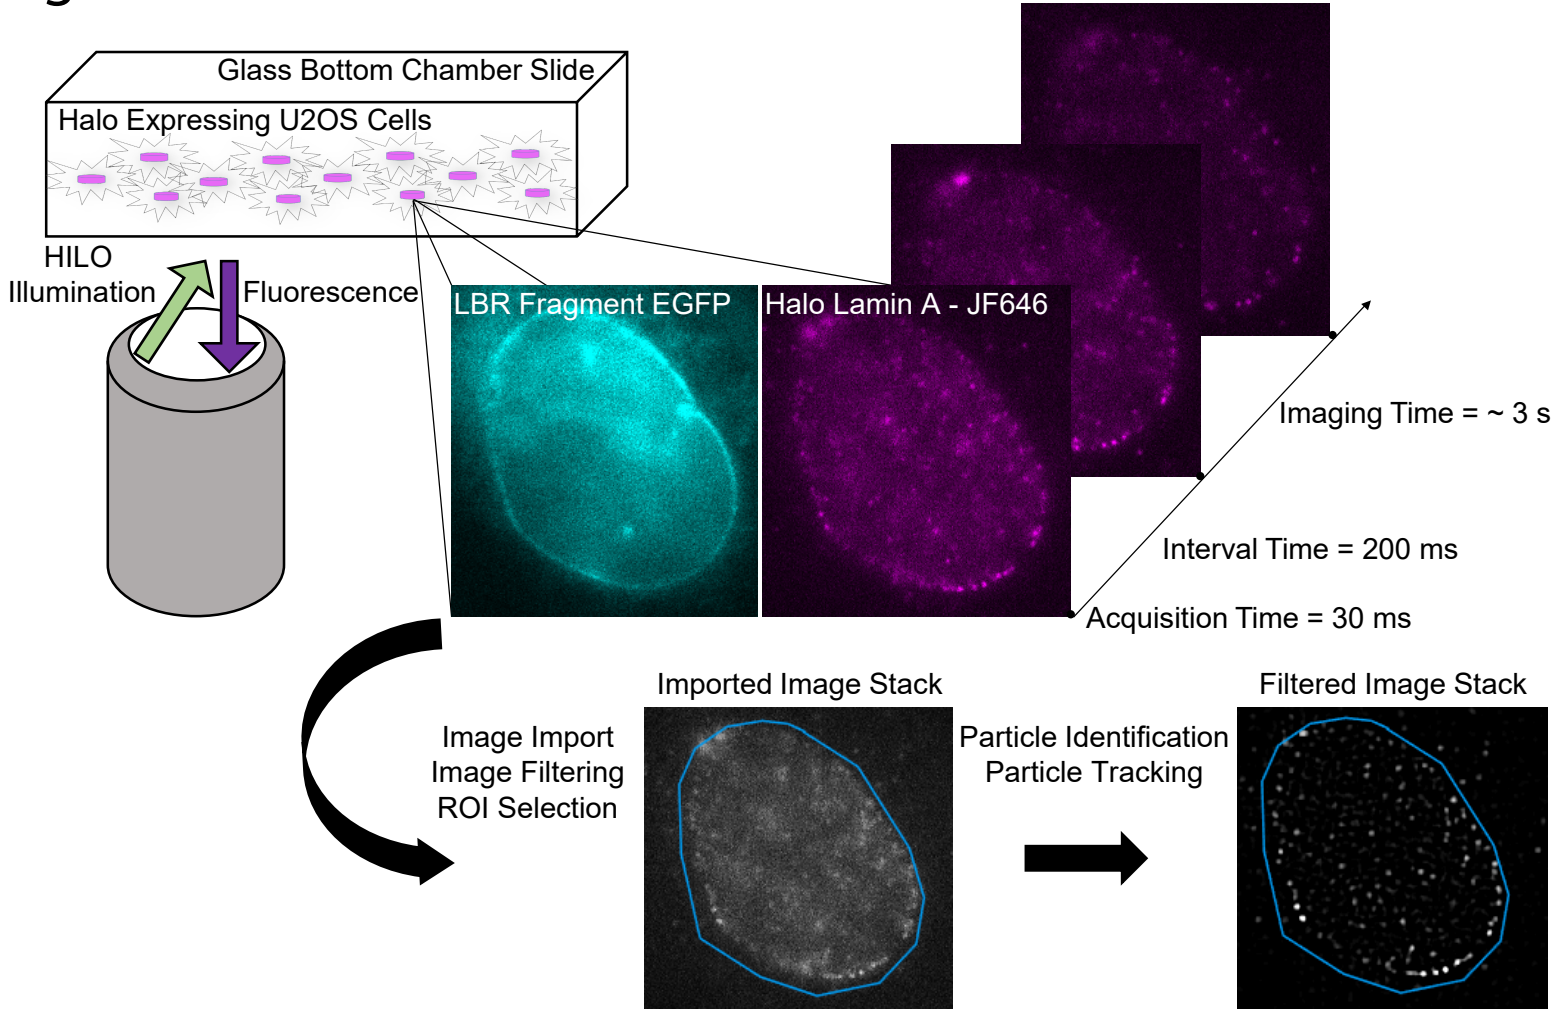 Glass Bottom Chamber Slide
Halo Expressing U2OS Cells
HILO
Illumination
Fluorescence
LBR Fragment EGFP
Halo Lamin A - JF646
Imaging Time = ~ 3 s
Interval Time = 200 ms
Acquisition Time = 30 ms
Image Import
Image Filtering
ROI Selection
Imported Image Stack
Particle Identification
Particle Tracking
Filtered Image Stack